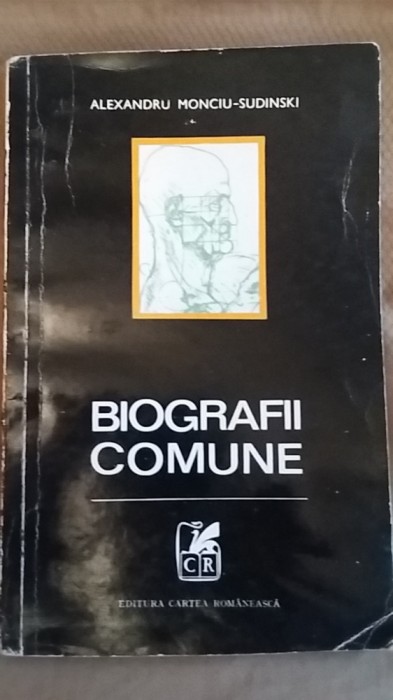 ALEXANDRU MONCIU-SUDINSKI
BIOGRAFII
COMUNE
CR
EDITURA CARTEA ROMÂNEASCĂ